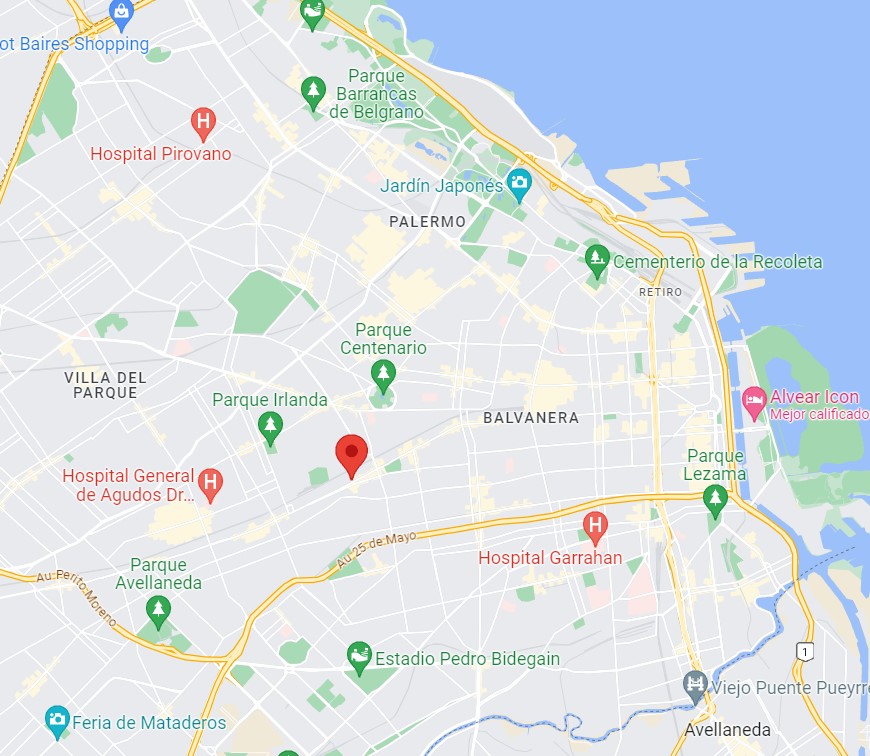 ot Baires Shopping
Parque
Barrancas
de Belgrano
Hospital Pirovano
Jardín Japonés
PALERMO
Cementerio de la Recoleta
RETIRO
Parque
Centenario
VILLA DEL
PARQUE
Parque Irlanda
Alvear Icon
Mejor calificado
BALVANERA
Parque
Lezama
Hospital General
de Agudos Dr...
Au 25 de Mayo
Hospital Garrahan
Au Perito Moreno
Parque
Avellaneda
Estadio Pedro Bidegain
1
Viejo Puente Pueyrre
Feria de Mataderos
Avellaneda